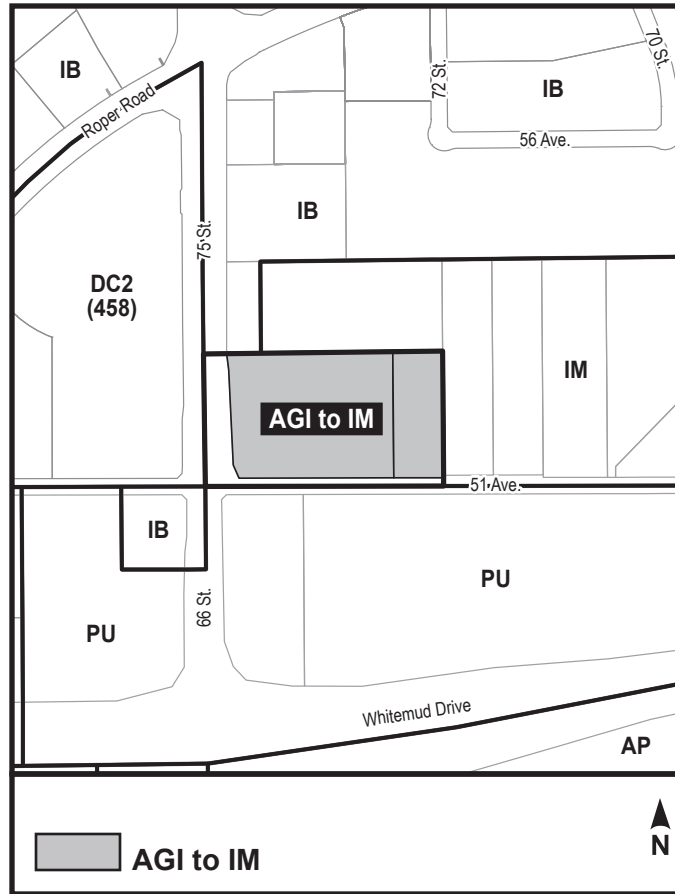 IB
Roper Road
72 St.
70 St.
IB
56 Ave.
75 St.
IB
DC2
(458)
IM
AGI to IM
51 Ave.
IB
PU
66 St.
PU
Whitemud Drive
AP
AGI to IM
N